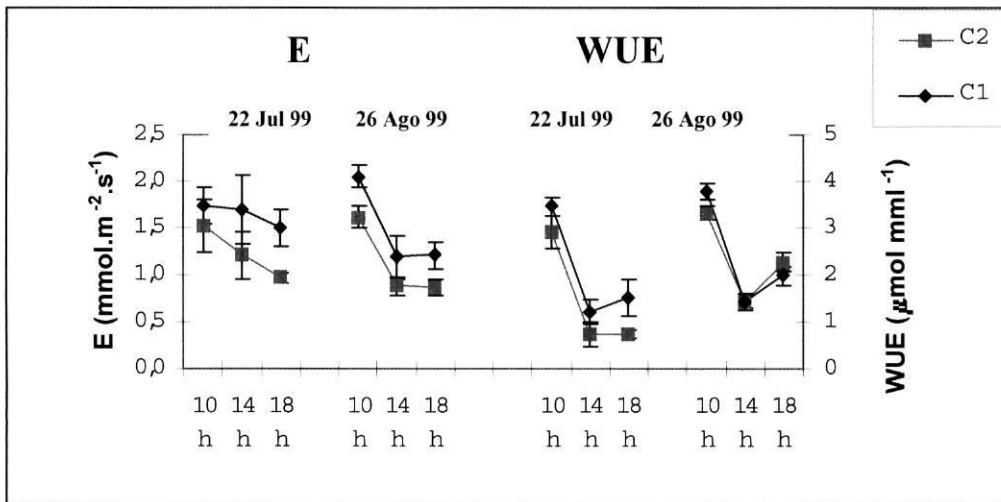 E WUE
C2
C1
22 Jul 99 26 Ago 99 22 Jul 99 26 Ago 99
E (mmol.m⁻².s⁻¹)
2,5
2,0
1,5
1,0
0,5
0,0
5
4
3
2
1
0
WUE (μmol mml⁻¹)
10 14 18 10 14 18 10 14 18 10 14 18
h h h h h h h h h h h h